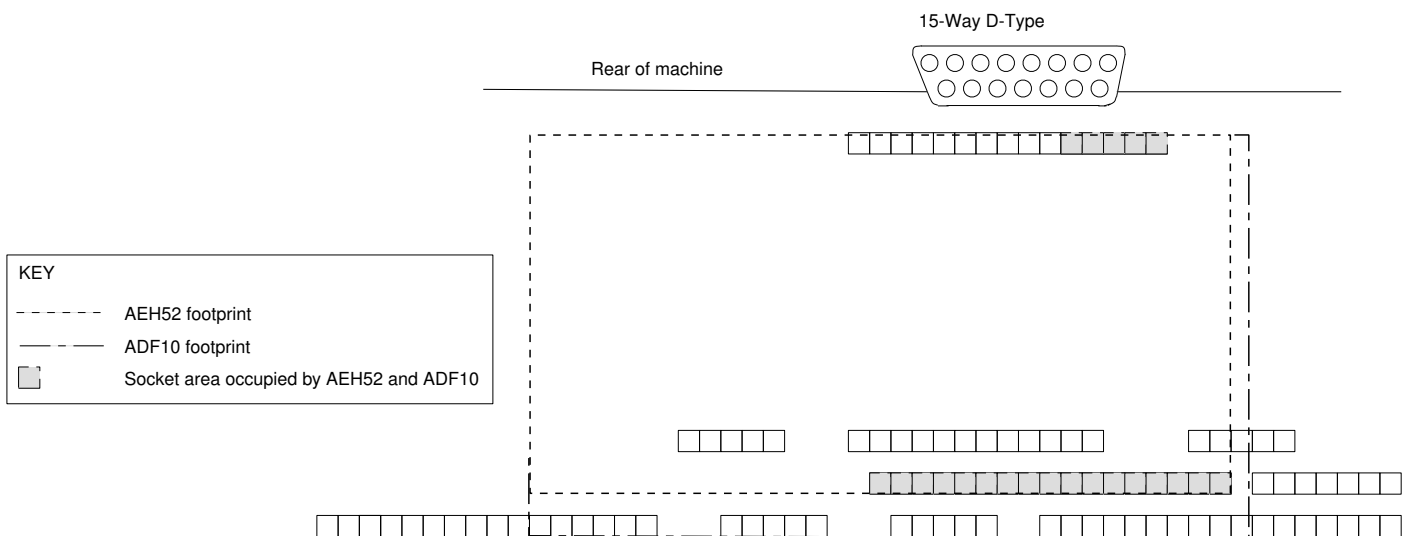 15-Way D-Type
Rear of machine
KEY
AEH52 footprint
ADF10 footprint
Socket area occupied by AEH52 and ADF10